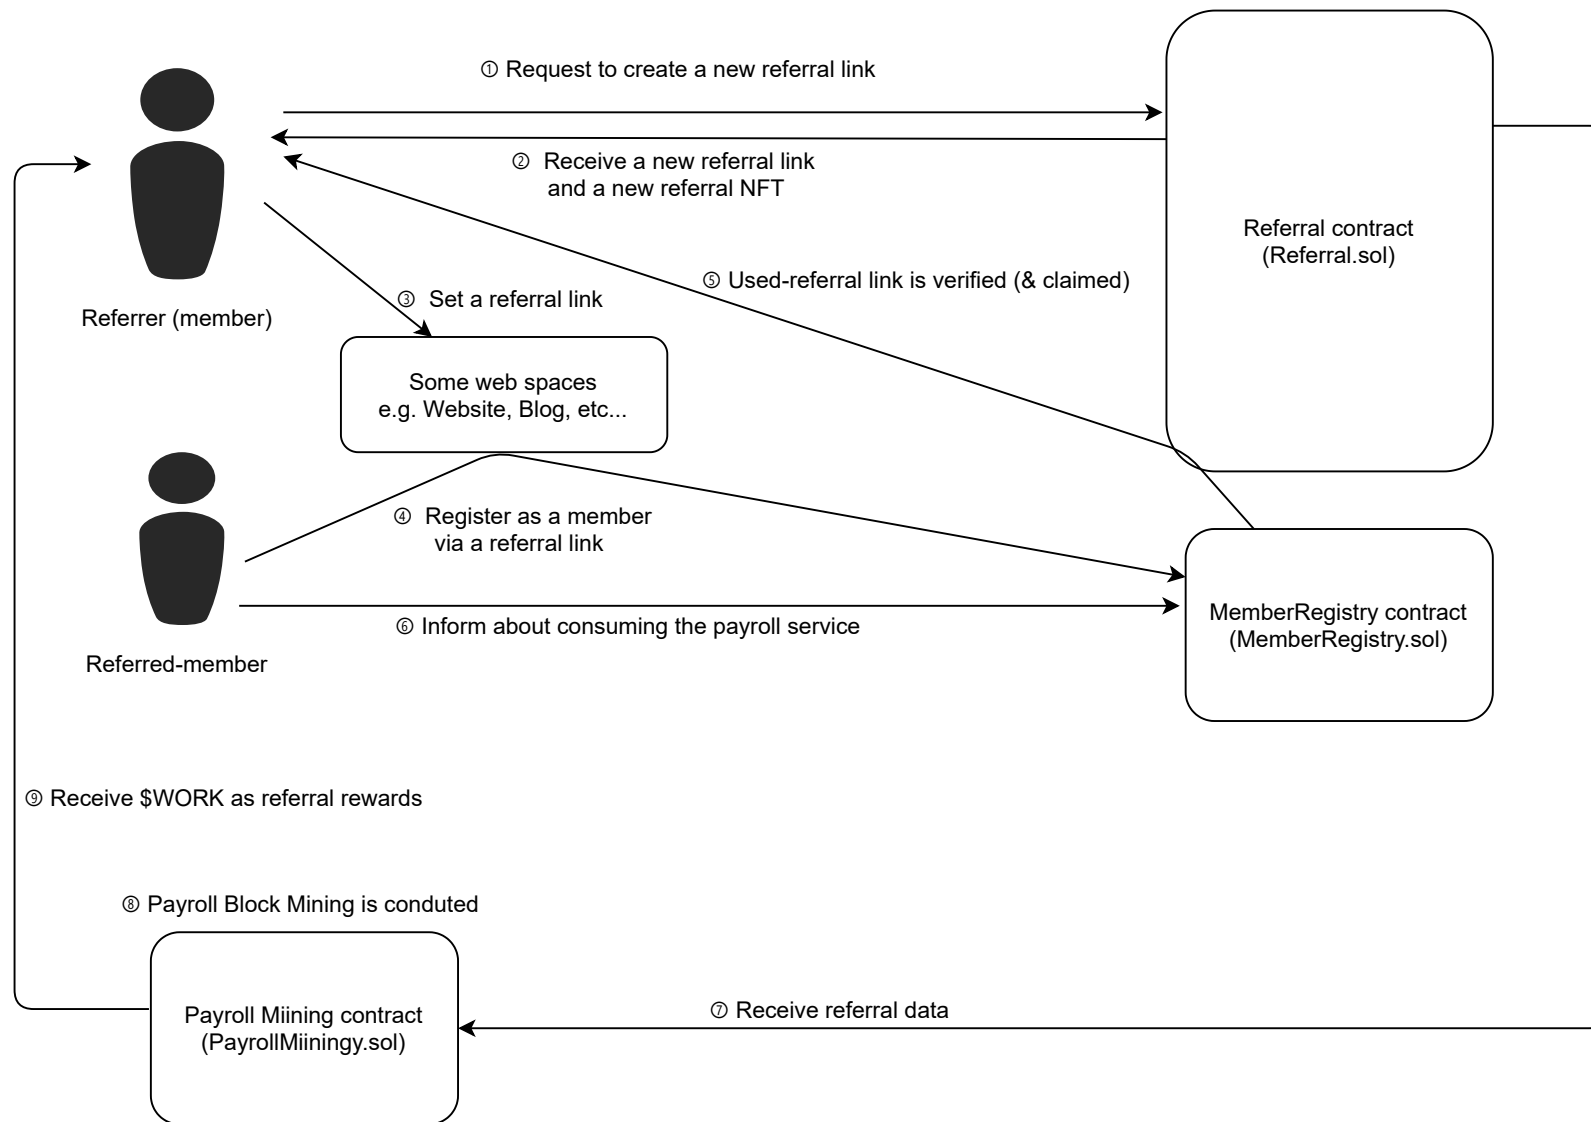 ① Request to create a new referral link
② Receive a new referral link
and a new referral NFT
Referral contract
(Referral.sol)
⑤ Used-referral link is verified (& claimed)
③ Set a referral link
Referrer (member)
Some web spaces
e.g. Website, Blog, etc...
④ Register as a member
via a referral link
MemberRegistry contract
(MemberRegistry.sol)
⑥ Inform about consuming the payroll service
Referred-member
⑨ Receive $WORK as referral rewards
⑧ Payroll Block Mining is conduted
⑦ Receive referral data
Payroll Miining contract
(PayrollMiiningy.sol)